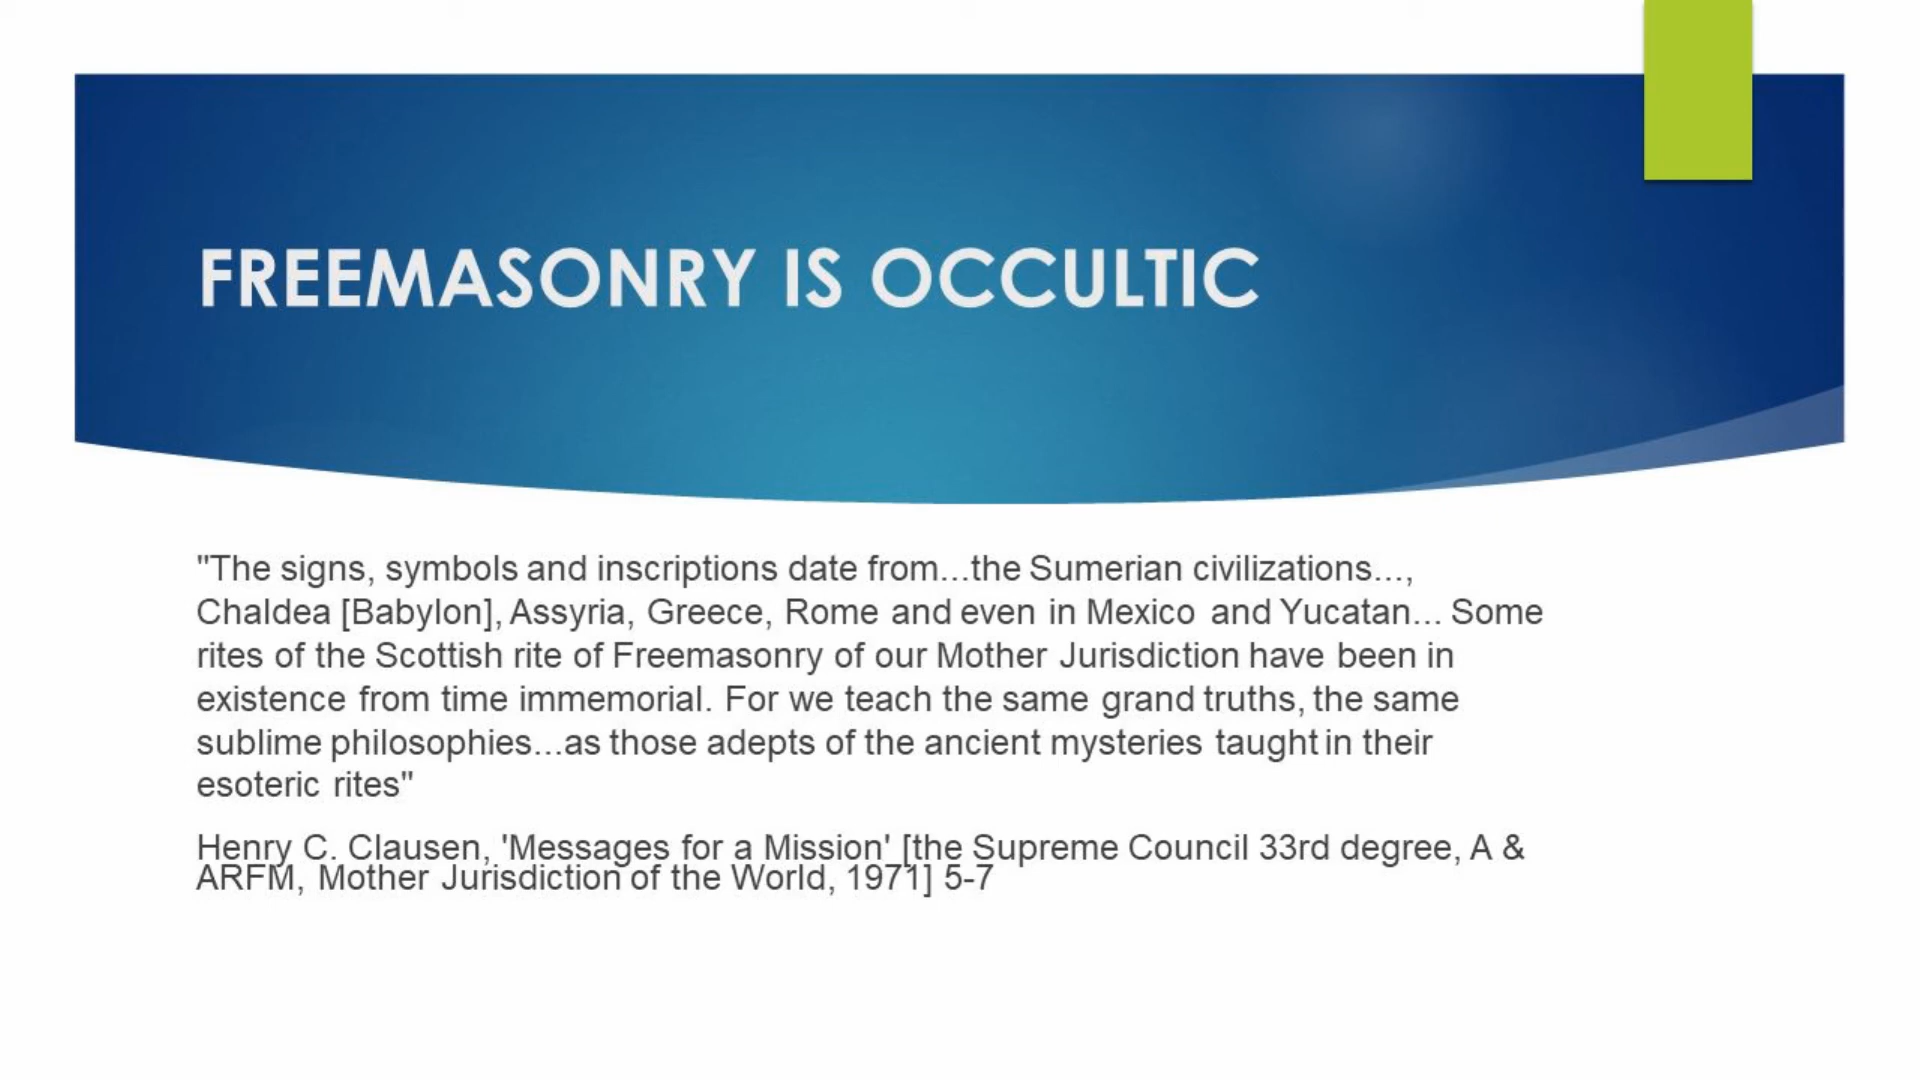 FREEMASONRY IS OCCULTIC
"The signs, symbols and inscriptions date from...the Sumerian civilizations...,
Chaldea [Babylon], Assyria, Greece, Rome and even in Mexico and Yucatan... Some
rites of the Scottish rite of Freemasonry of our Mother Jurisdiction have been in
existence from time immemorial. For we teach the same grand truths, the same
sublime philosophies...as those adepts of the ancient mysteries taught in their
esoteric rites"
Henry C. Clausen, 'Messages for a Mission' [the Supreme Council 33rd degree, A &
ARFM, Mother Jurisdiction of the World, 1971] 5-7